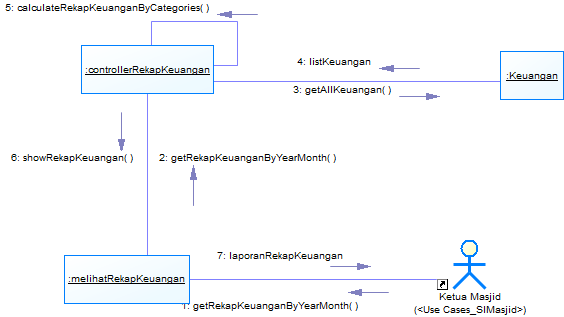 5: calculateRekapKeuanganByCategories( )
:controllerRekapKeuangan
4: listKeuangan
:Keuangan
3: getAllKeuangan( )
6: showRekapKeuangan( )
2: getRekapKeuanganByYearMonth( )
7: laporanRekapKeuangan
:melihatRekapKeuangan
Ketua Masjid
(<Use Cases_SIMasjid>)
1: getRekapKeuanganByYearMonth( )